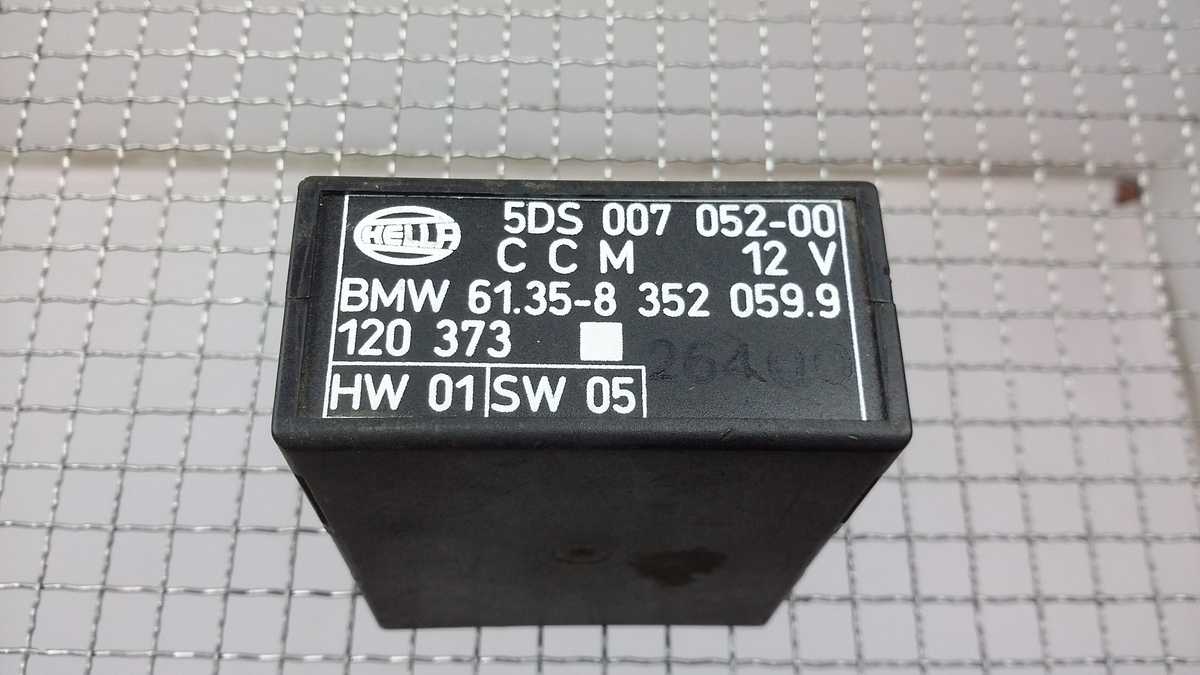 HELLA
5DS 007 052-00
C C M 12 V
BMW 61.35-8 352 059.9
120 373
HW 01 SW 05